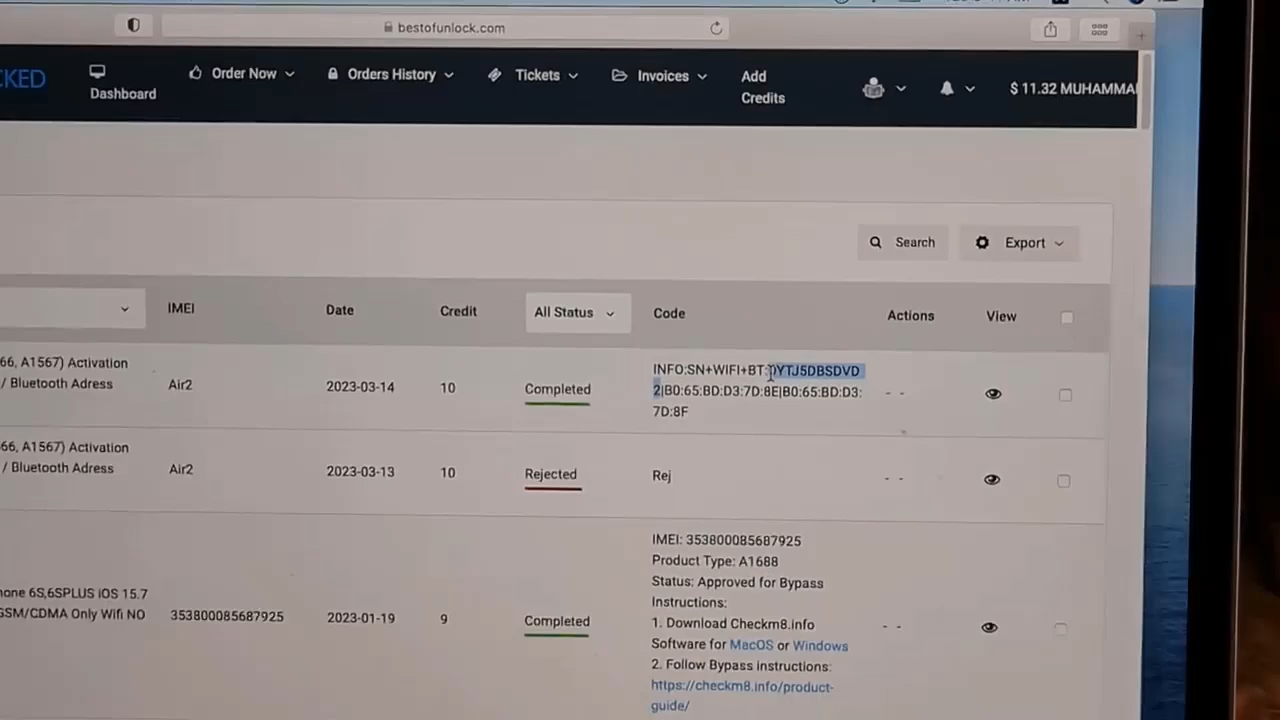 bestofunlock.com
CKED
Dashboard
Order Now
Orders History
Tickets
Invoices
Add
Credits
$ 11.32 MUHAMMA
Search
Export
IMEI
Date
Credit
All Status
Code
Actions
View
66, A1567) Activation
/ Bluetooth Adress
Air2
2023-03-14
10
Completed
INFO:SN+WIFI+BT:DYTJ5DBSDVD
2|B0:65:BD:D3:7D:8E|B0:65:BD:D3:
7D:8F
- -
66, A1567) Activation
/ Bluetooth Adress
Air2
2023-03-13
10
Rejected
Rej
- -
hone 6S,6SPLUS iOS 15.7
GSM/CDMA Only Wifi NO
353800085687925
2023-01-19
9
Completed
IMEI: 353800085687925
Product Type: A1688
Status: Approved for Bypass
Instructions:
1. Download Checkm8.info
Software for MacOS or Windows
2. Follow Bypass instructions:
https://checkm8.info/product-
guide/
- -